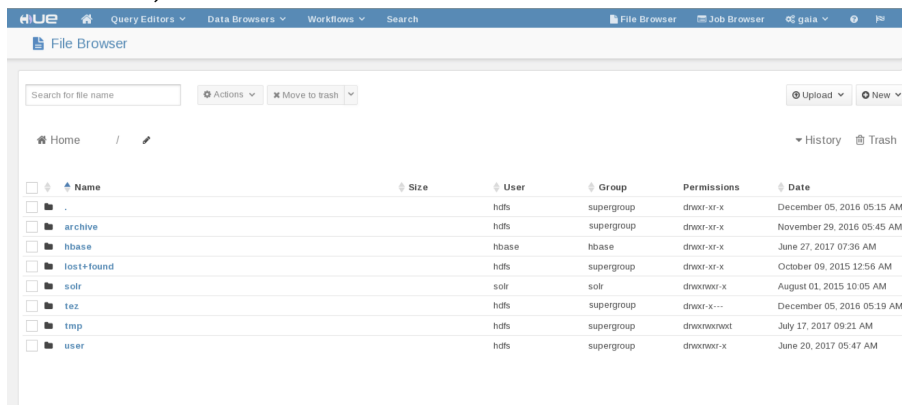 HUE Query Editors Data Browsers Workflows Search File Browser Job Browser gaia
File Browser
Search for file name Actions Move to trash Upload New
Home / History Trash
Name Size User Group Permissions Date
. hdfs supergroup drwxr-xr-x December 05, 2016 05:15 AM
archive hdfs supergroup drwxr-xr-x November 29, 2016 05:45 AM
hbase hbase hbase drwxr-xr-x June 27, 2017 07:36 AM
lost+found hdfs supergroup drwxr-xr-x October 09, 2015 12:56 AM
solr solr solr drwxrwxr-x August 01, 2015 10:05 AM
tez hdfs supergroup drwxr-x--- December 05, 2016 05:19 AM
tmp hdfs supergroup drwxrwxrwxt July 17, 2017 09:21 AM
user hdfs supergroup drwxrwxr-x June 20, 2017 05:47 AM